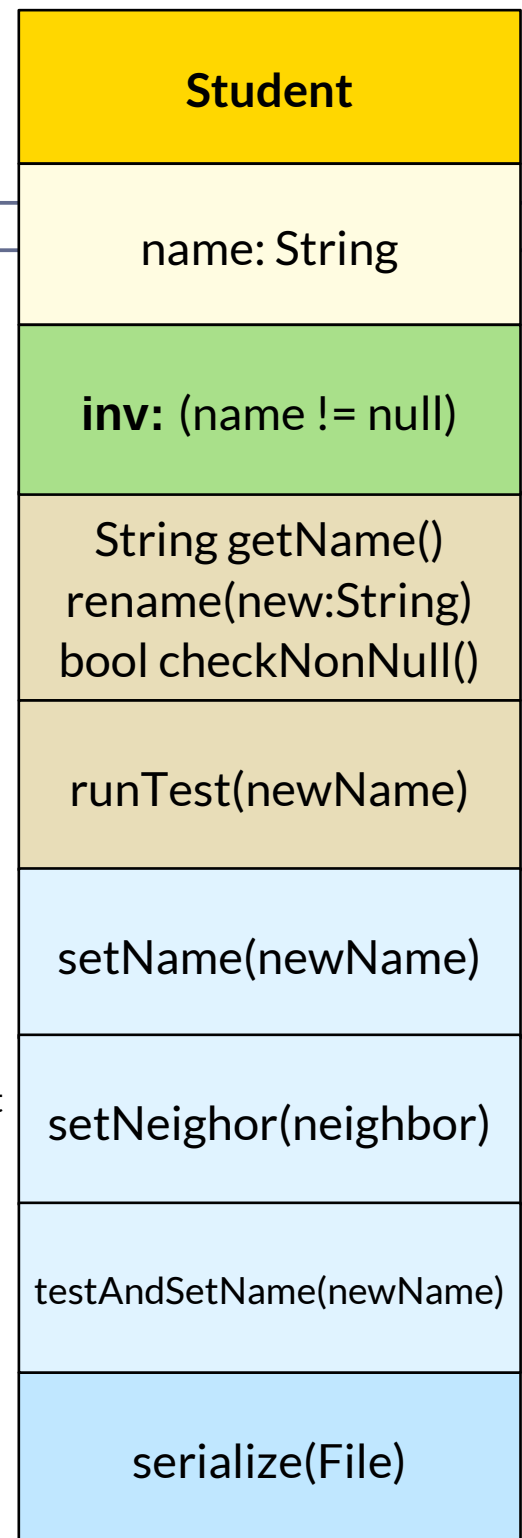 Student
name: String
inv: (name != null)
String getName()
rename(new:String)
bool checkNonNull()
runTest(newName)
setName(newName)
t
setNeighor(neighbor)
testAndSetName(newName)
serialize(File)